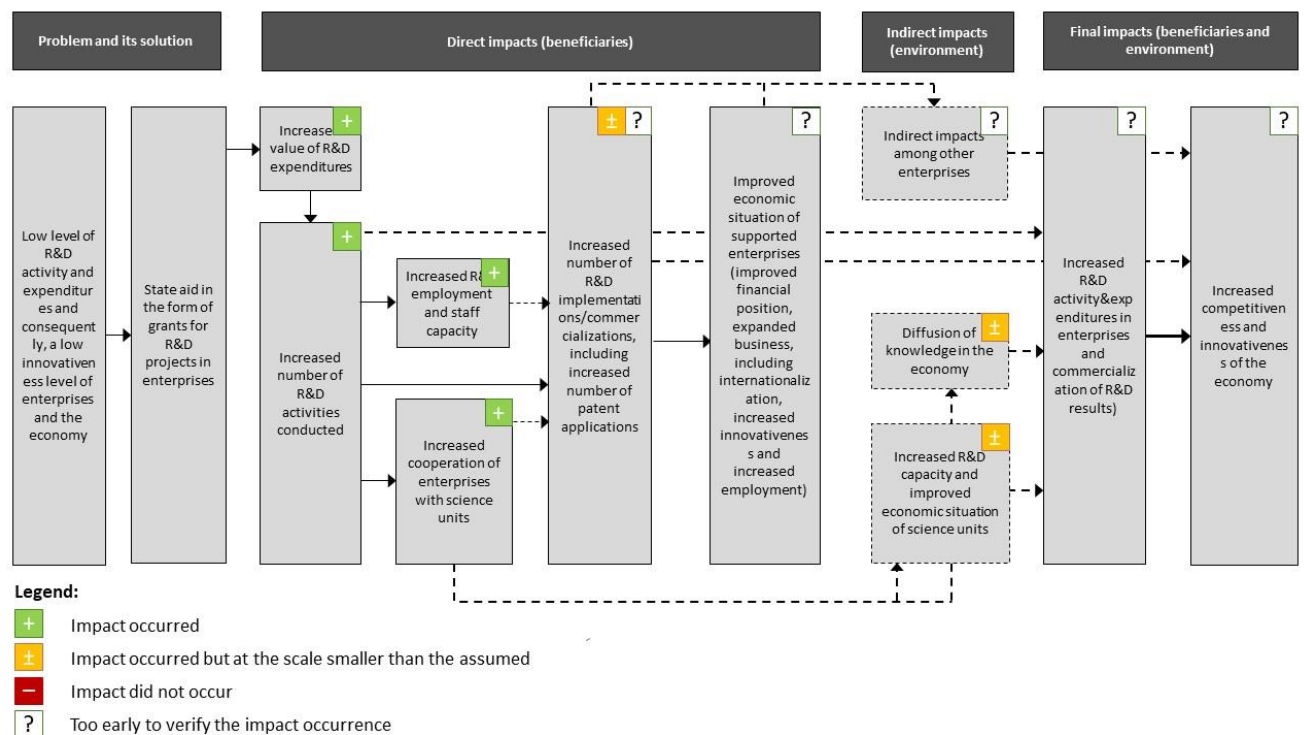 Problem and its solution
Direct impacts (beneficiaries)
Indirect impacts
(environment)
Final impacts (beneficiaries and
environment)
Low level of
R&D
activity and
expenditur
es and
consequent
ly, a low
innovativen
ess level of
enterprises
and the
economy
State aid in
the form of
grants for
R&D
projects in
enterprises
+
Increase
value of R&D
expenditures
+
Increased
number of
R&D
activities
conducted
+
Increased R&
employment
and staff
capacity
+
Increased
cooperation of
enterprises
with science
units
± ?
Increased
number of
R&D
implementati
ons/commer
cializations,
including
increased
number of
patent
applications
?
Improved
economic
situation of
supported
enterprises
(improved
financial
position,
expanded
business,
including
internationaliz
ation,
increased
innovativenes
s and
increased
employment)
?
Indirect impacts
among other
enterprises
±
Diffusion of
knowledge in the
economy
±
Increased R&D
capacity and
improved
economic situation
of science units
?
Increased
R&D
activity&exp
enditures in
enterprises
and
commercializ
ation of R&D
results)
?
Increased
competitiven
ess and
innovativenes
s of the
economy
Legend:
+ Impact occurred
± Impact occurred but at the scale smaller than the assumed
− Impact did not occur
? Too early to verify the impact occurrence